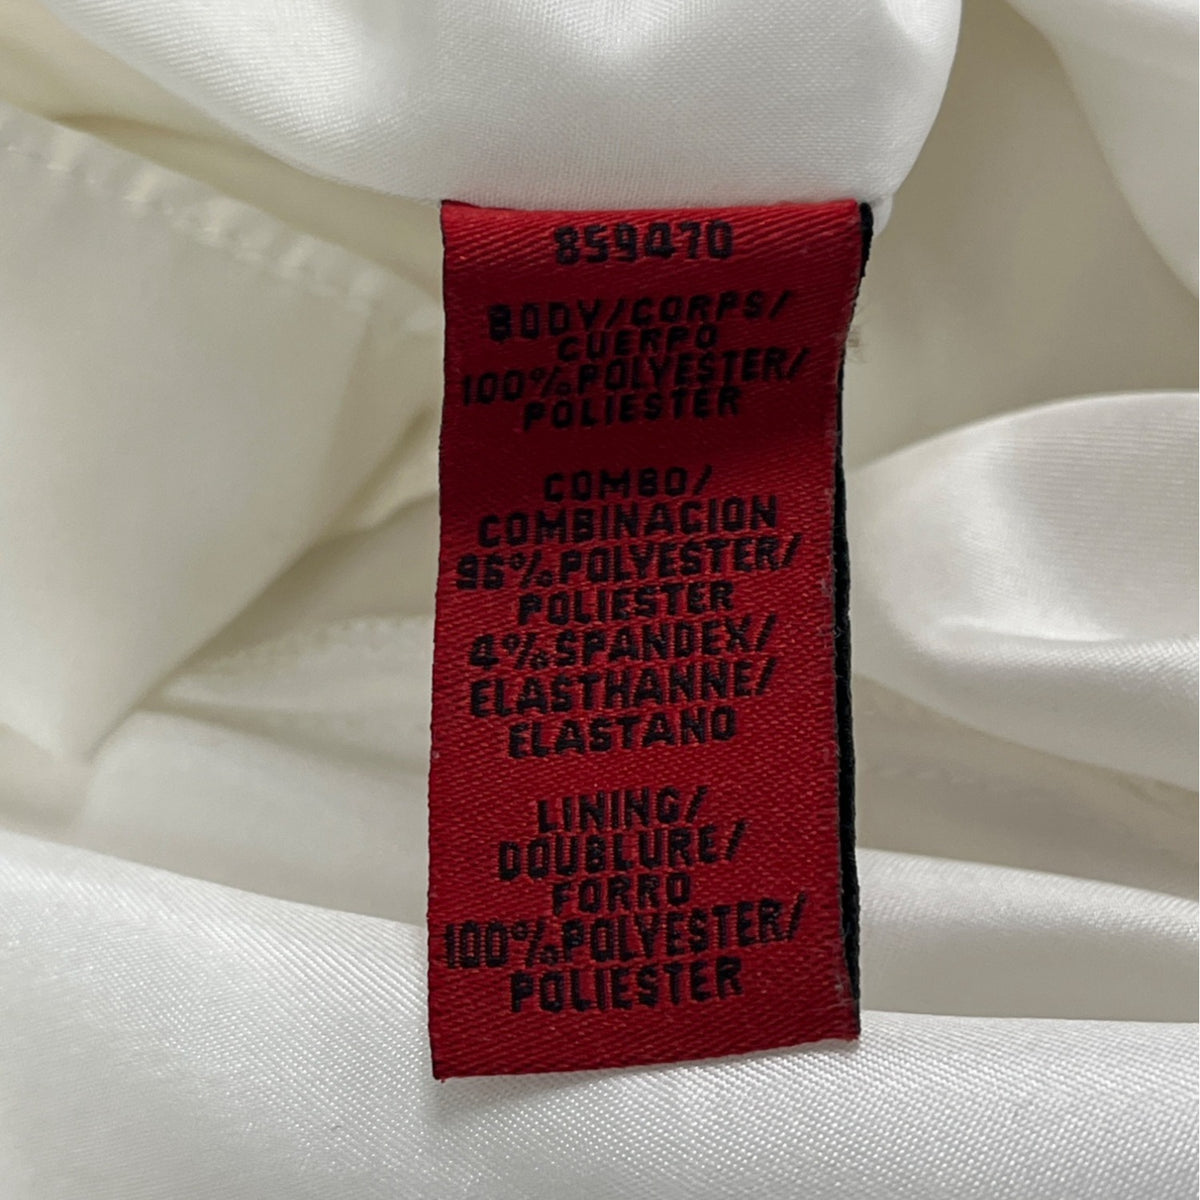 859470
BODY/CORPS/
CUERPO
100%POLYESTER/
POLIESTER
COMBO/
COMBINACION
96%POLYESTER/
POLIESTER
4%SPANDEX/
ELASTHANNE/
ELASTANO
LINING/
DOUBLURE/
FORRO
100%POLYESTER/
POLIESTER